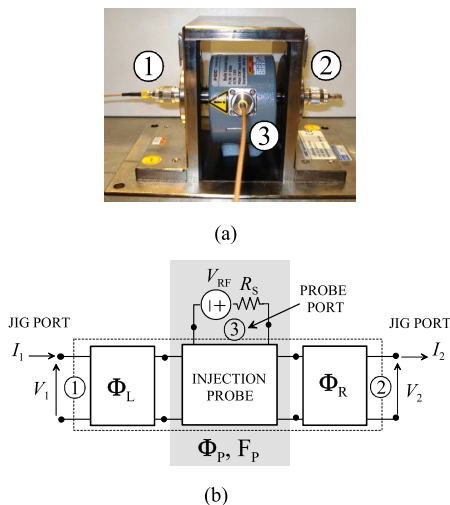 1
2
3
(a)
V_RF
R_S
PROBE
PORT
3
JIG PORT
JIG PORT
I_1
I_2
V_1
1
Φ_L
INJECTION
PROBE
Φ_R
2
V_2
Φ_P, F_P
(b)